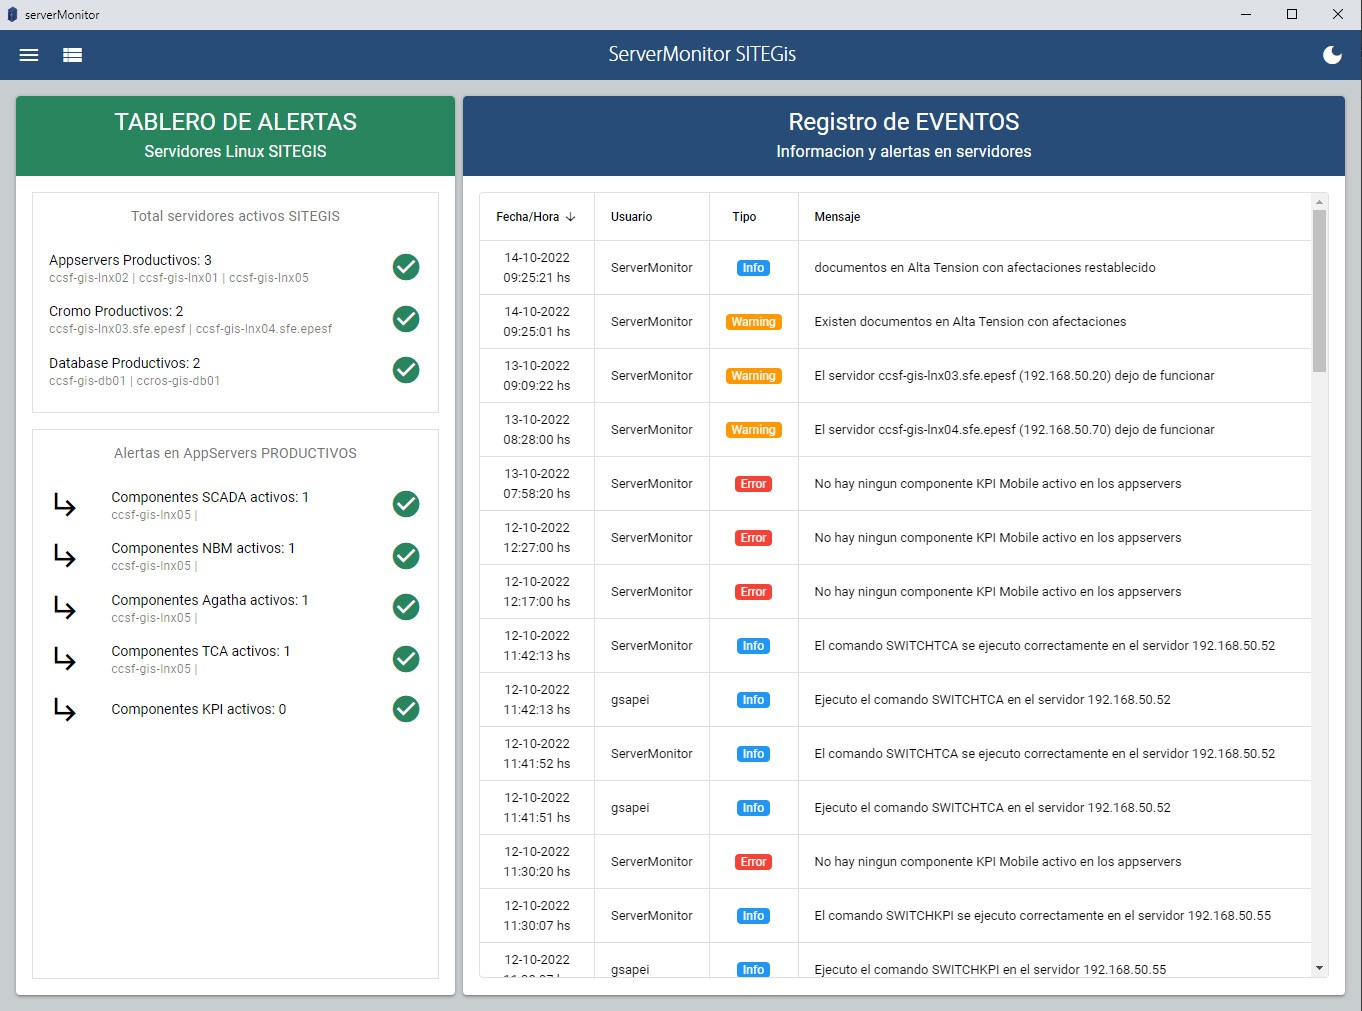 serverMonitor
ServerMonitor SITEGis
TABLERO DE ALERTAS
Servidores Linux SITEGIS
Total servidores activos SITEGIS
Appservers Productivos: 3
ccsf-gis-lnx02 | ccsf-gis-lnx01 | ccsf-gis-lnx05
Cromo Productivos: 2
ccsf-gis-lnx03.sfe.epesf | ccsf-gis-lnx04.sfe.epesf
Database Productivos: 2
ccsf-gis-db01 | ccros-gis-db01
Alertas en AppServers PRODUCTIVOS
Componentes SCADA activos: 1
ccsf-gis-lnx05 |
Componentes NBM activos: 1
ccsf-gis-lnx05 |
Componentes Agatha activos: 1
ccsf-gis-lnx05 |
Componentes TCA activos: 1
ccsf-gis-lnx05 |
Componentes KPI activos: 0
Registro de EVENTOS
Informacion y alertas en servidores
Fecha/Hora Usuario Tipo Mensaje
14-10-2022
09:25:21 hs ServerMonitor Info documentos en Alta Tension con afectaciones restablecido
14-10-2022
09:25:01 hs ServerMonitor Warning Existen documentos en Alta Tension con afectaciones
13-10-2022
09:09:22 hs ServerMonitor Warning El servidor ccsf-gis-lnx03.sfe.epesf (192.168.50.20) dejo de funcionar
13-10-2022
08:28:00 hs ServerMonitor Warning El servidor ccsf-gis-lnx04.sfe.epesf (192.168.50.70) dejo de funcionar
13-10-2022
07:58:20 hs ServerMonitor Error No hay ningun componente KPI Mobile activo en los appservers
12-10-2022
12:27:00 hs ServerMonitor Error No hay ningun componente KPI Mobile activo en los appservers
12-10-2022
12:17:00 hs ServerMonitor Error No hay ningun componente KPI Mobile activo en los appservers
12-10-2022
11:42:13 hs ServerMonitor Info El comando SWITCHTCA se ejecuto correctamente en el servidor 192.168.50.52
12-10-2022
11:42:13 hs gsapei Info Ejecuto el comando SWITCHTCA en el servidor 192.168.50.52
12-10-2022
11:41:52 hs ServerMonitor Info El comando SWITCHTCA se ejecuto correctamente en el servidor 192.168.50.52
12-10-2022
11:41:51 hs gsapei Info Ejecuto el comando SWITCHTCA en el servidor 192.168.50.52
12-10-2022
11:30:20 hs ServerMonitor Error No hay ningun componente KPI Mobile activo en los appservers
12-10-2022
11:30:07 hs ServerMonitor Info El comando SWITCHKPI se ejecuto correctamente en el servidor 192.168.50.55
12-10-2022
gsapei Info Ejecuto el comando SWITCHKPI en el servidor 192.168.50.55